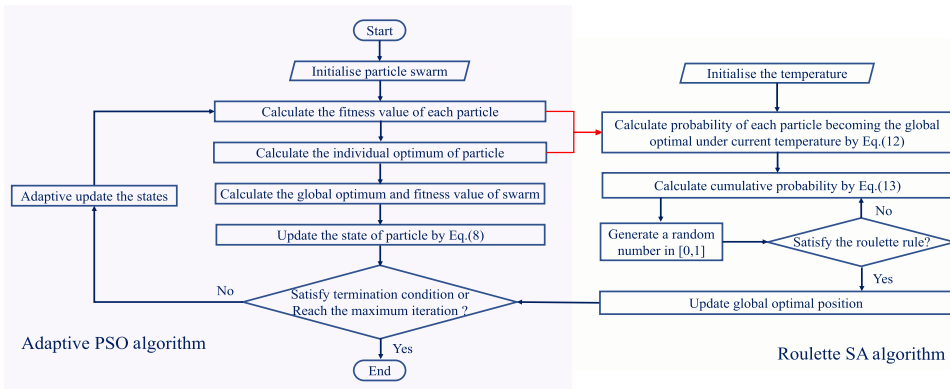 Start
Initialise particle swarm
Calculate the fitness value of each particle
Calculate the individual optimum of particle
Calculate the global optimum and fitness value of swarm
Adaptive update the states
Update the state of particle by Eq.(8)
No
Satisfy termination condition or
Reach the maximum iteration ?
Yes
End
Adaptive PSO algorithm
Initialise the temperature
Calculate probability of each particle becoming the global
optimal under current temperature by Eq.(12)
Calculate cumulative probability by Eq.(13)
No
Generate a random
number in [0,1]
Satisfy the roulette rule?
Yes
Update global optimal position
Roulette SA algorithm